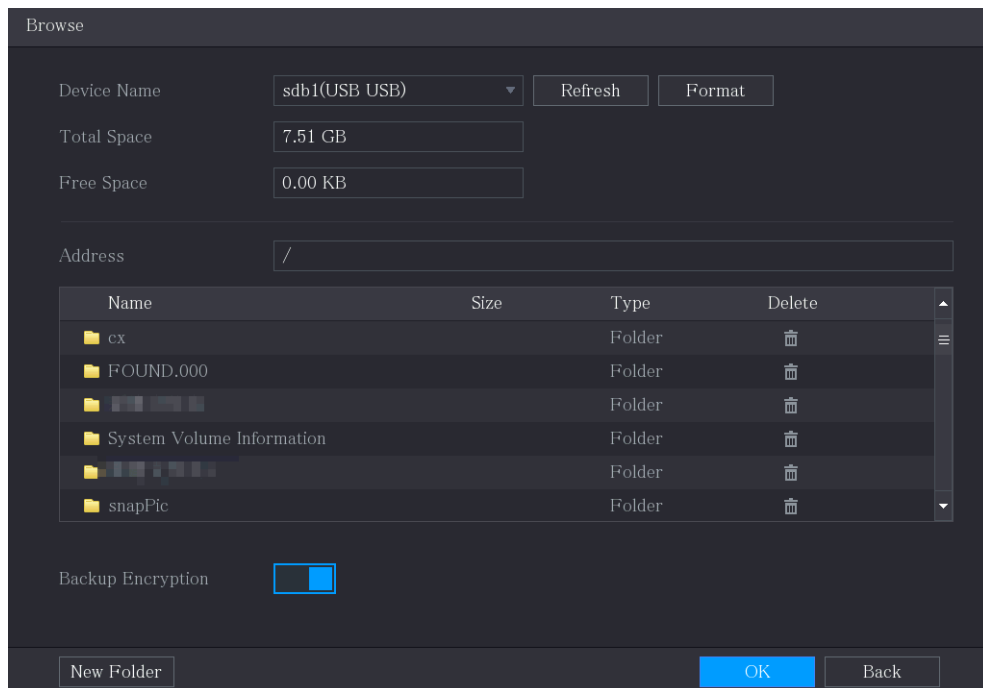 Browse
Device Name sdb1(USB USB) Refresh Format
Total Space 7.51 GB
Free Space 0.00 KB
Address /
Name Size Type Delete
cx Folder
FOUND.000 Folder
Folder
System Volume Information Folder
Folder
snapPic Folder
Backup Encryption
New Folder OK Back